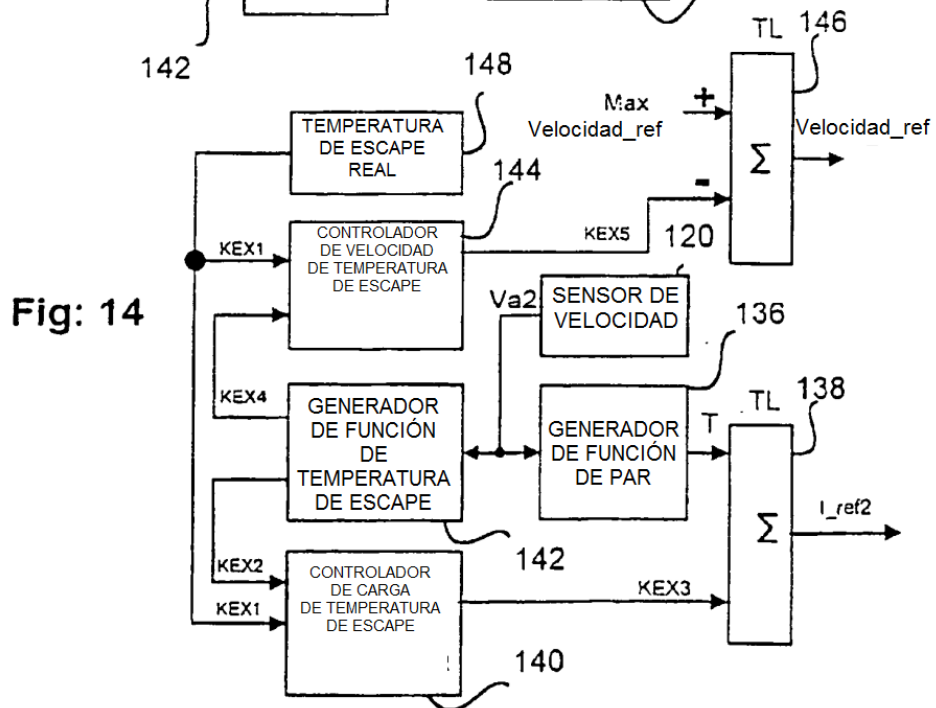 142
TL 146
148
Max
Velocidad_ref
+
TEMPERATURA
DE ESCAPE
REAL
Σ
Velocidad_ref
-
144
KEX1
CONTROLADOR
DE VELOCIDAD
DE TEMPERATURA
DE ESCAPE
KEX5
120
Fig: 14
Va2
SENSOR DE
VELOCIDAD
136
KEX4
GENERADOR
DE FUNCIÓN
DE
TEMPERATURA
DE ESCAPE
GENERADOR
DE FUNCIÓN
DE PAR
T
TL 138
Σ
I_ref2
142
KEX2
KEX1
CONTROLADOR
DE CARGA
DE TEMPERATURA
DE ESCAPE
KEX3
140